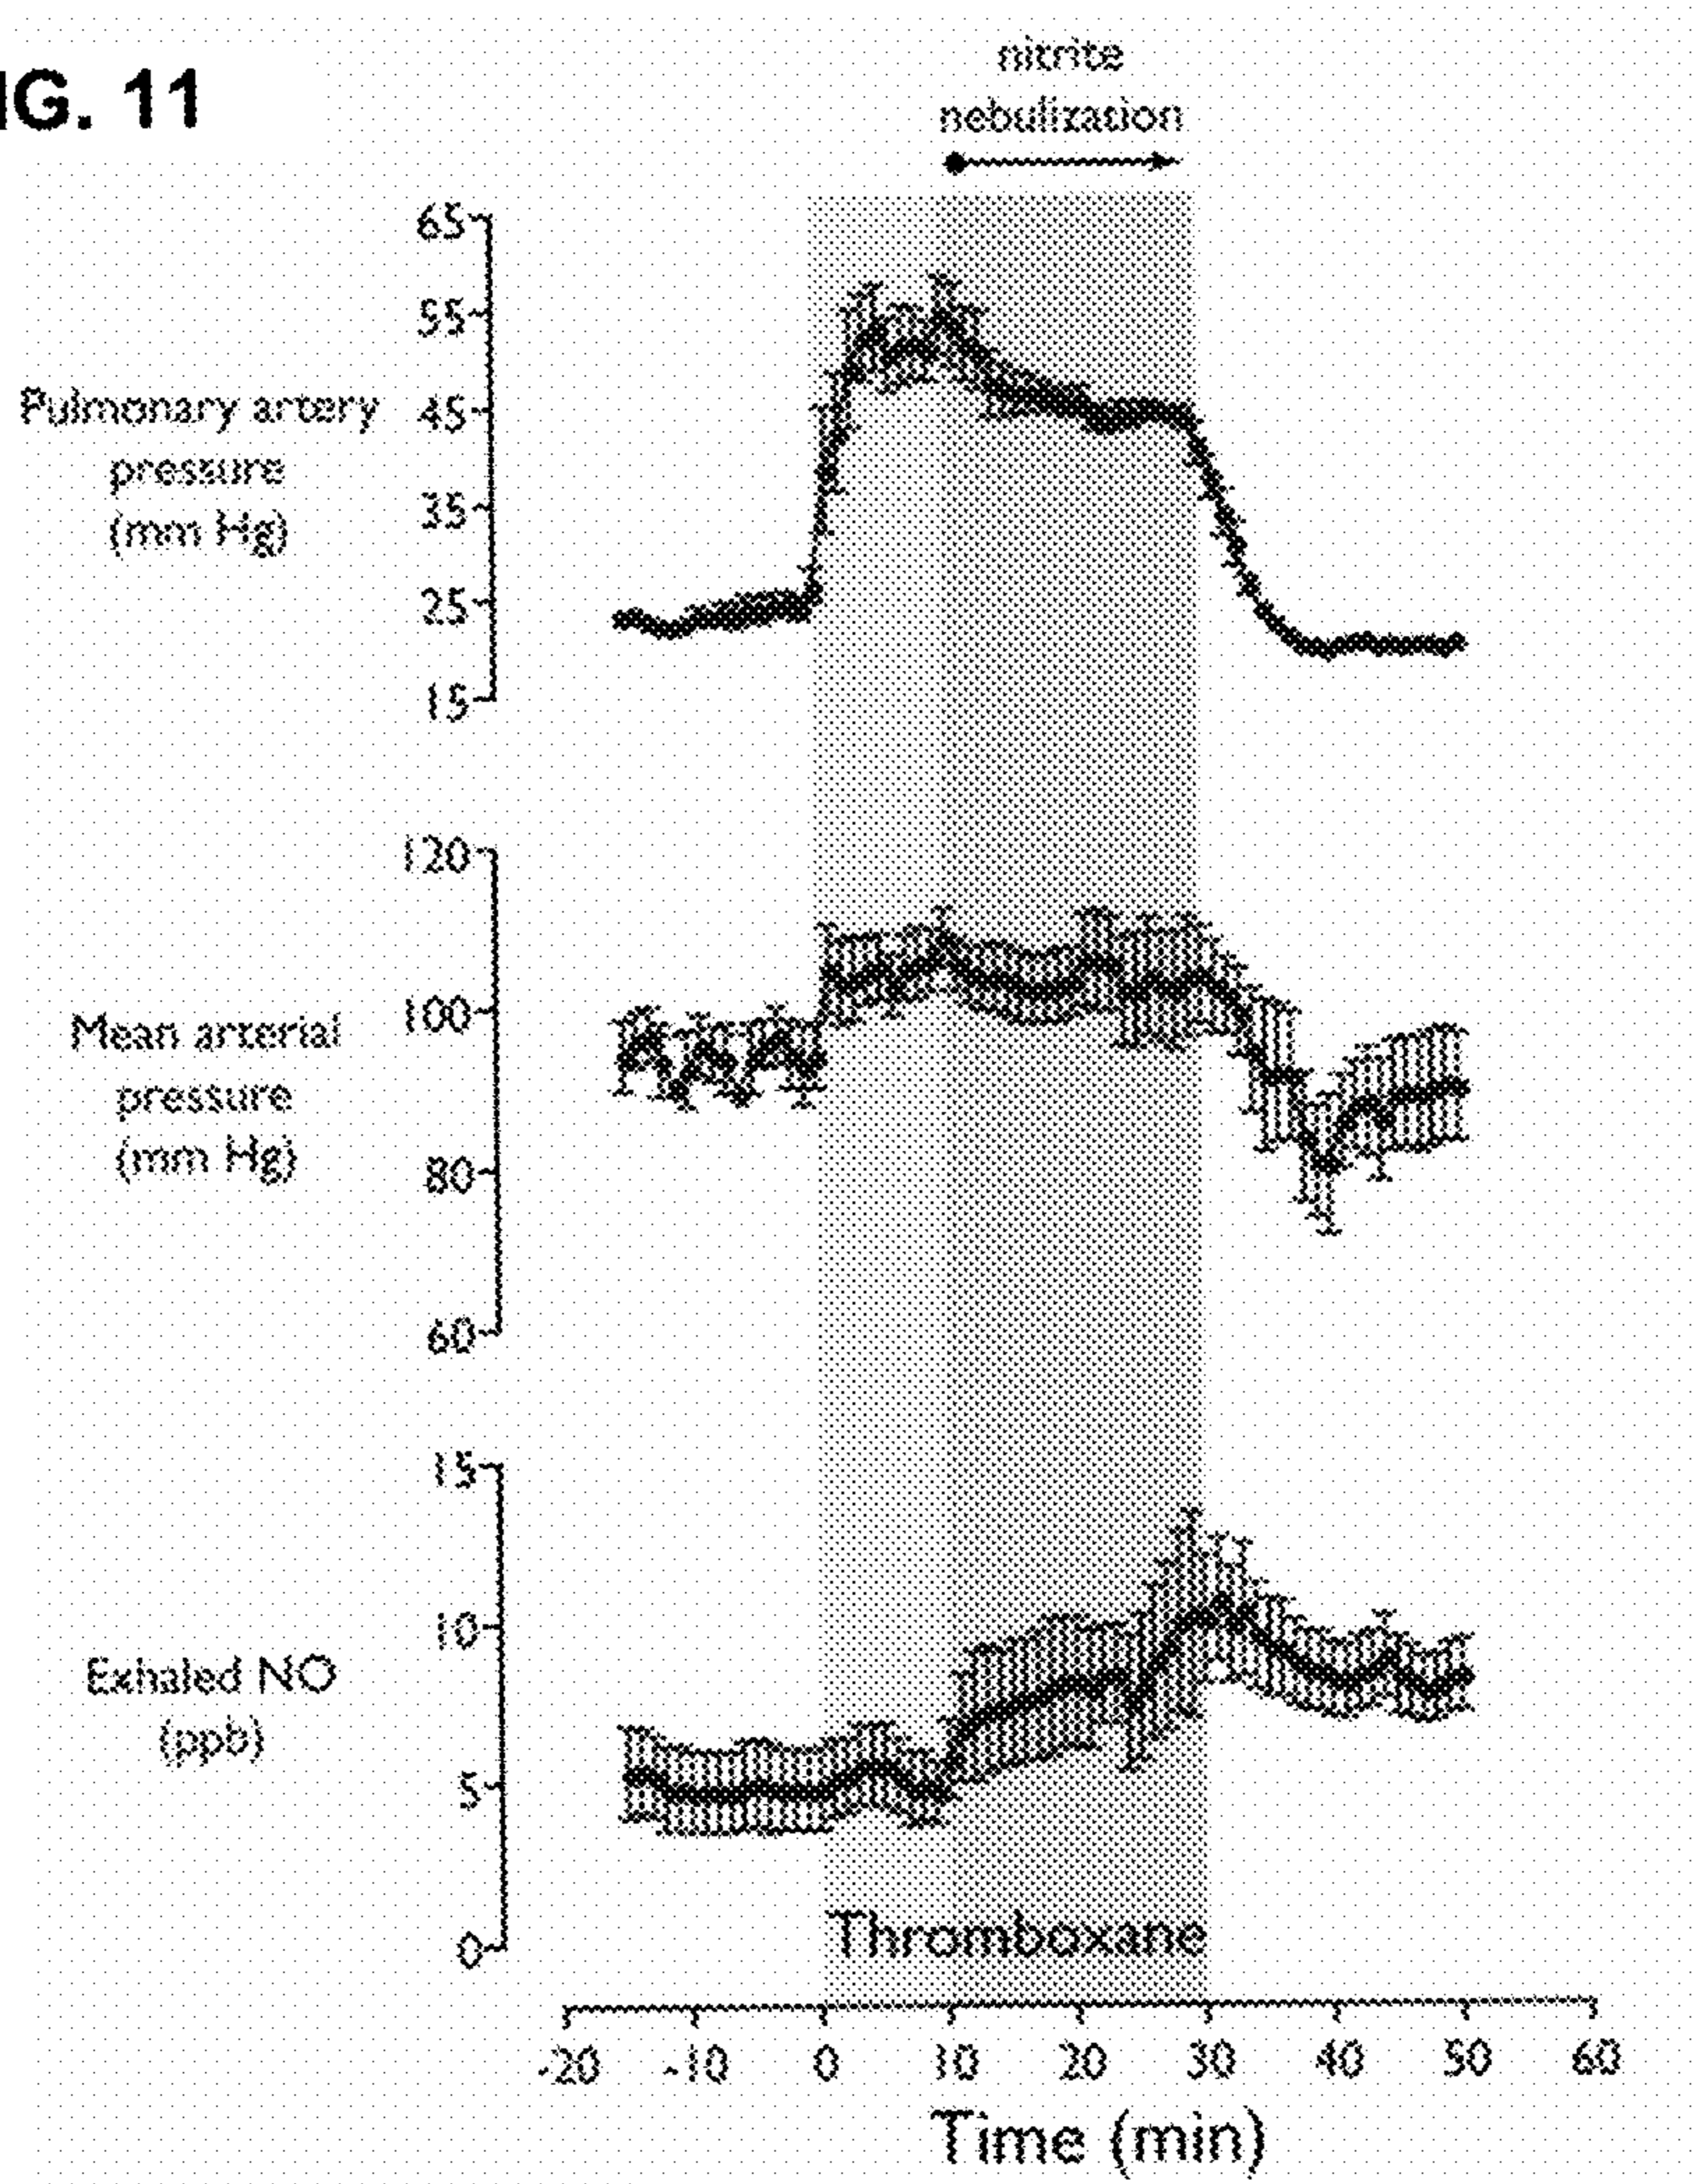 IG. 11
nitrite
nebulization
65
55
45
35
25
15
Pulmonary artery
pressure
(mm Hg)
120
100
80
60
Mean arterial
pressure
(mm Hg)
15
10
5
0
Exhaled NO
(ppb)
Thromboxane
-20 -10 0 10 20 30 40 50 60
Time (min)